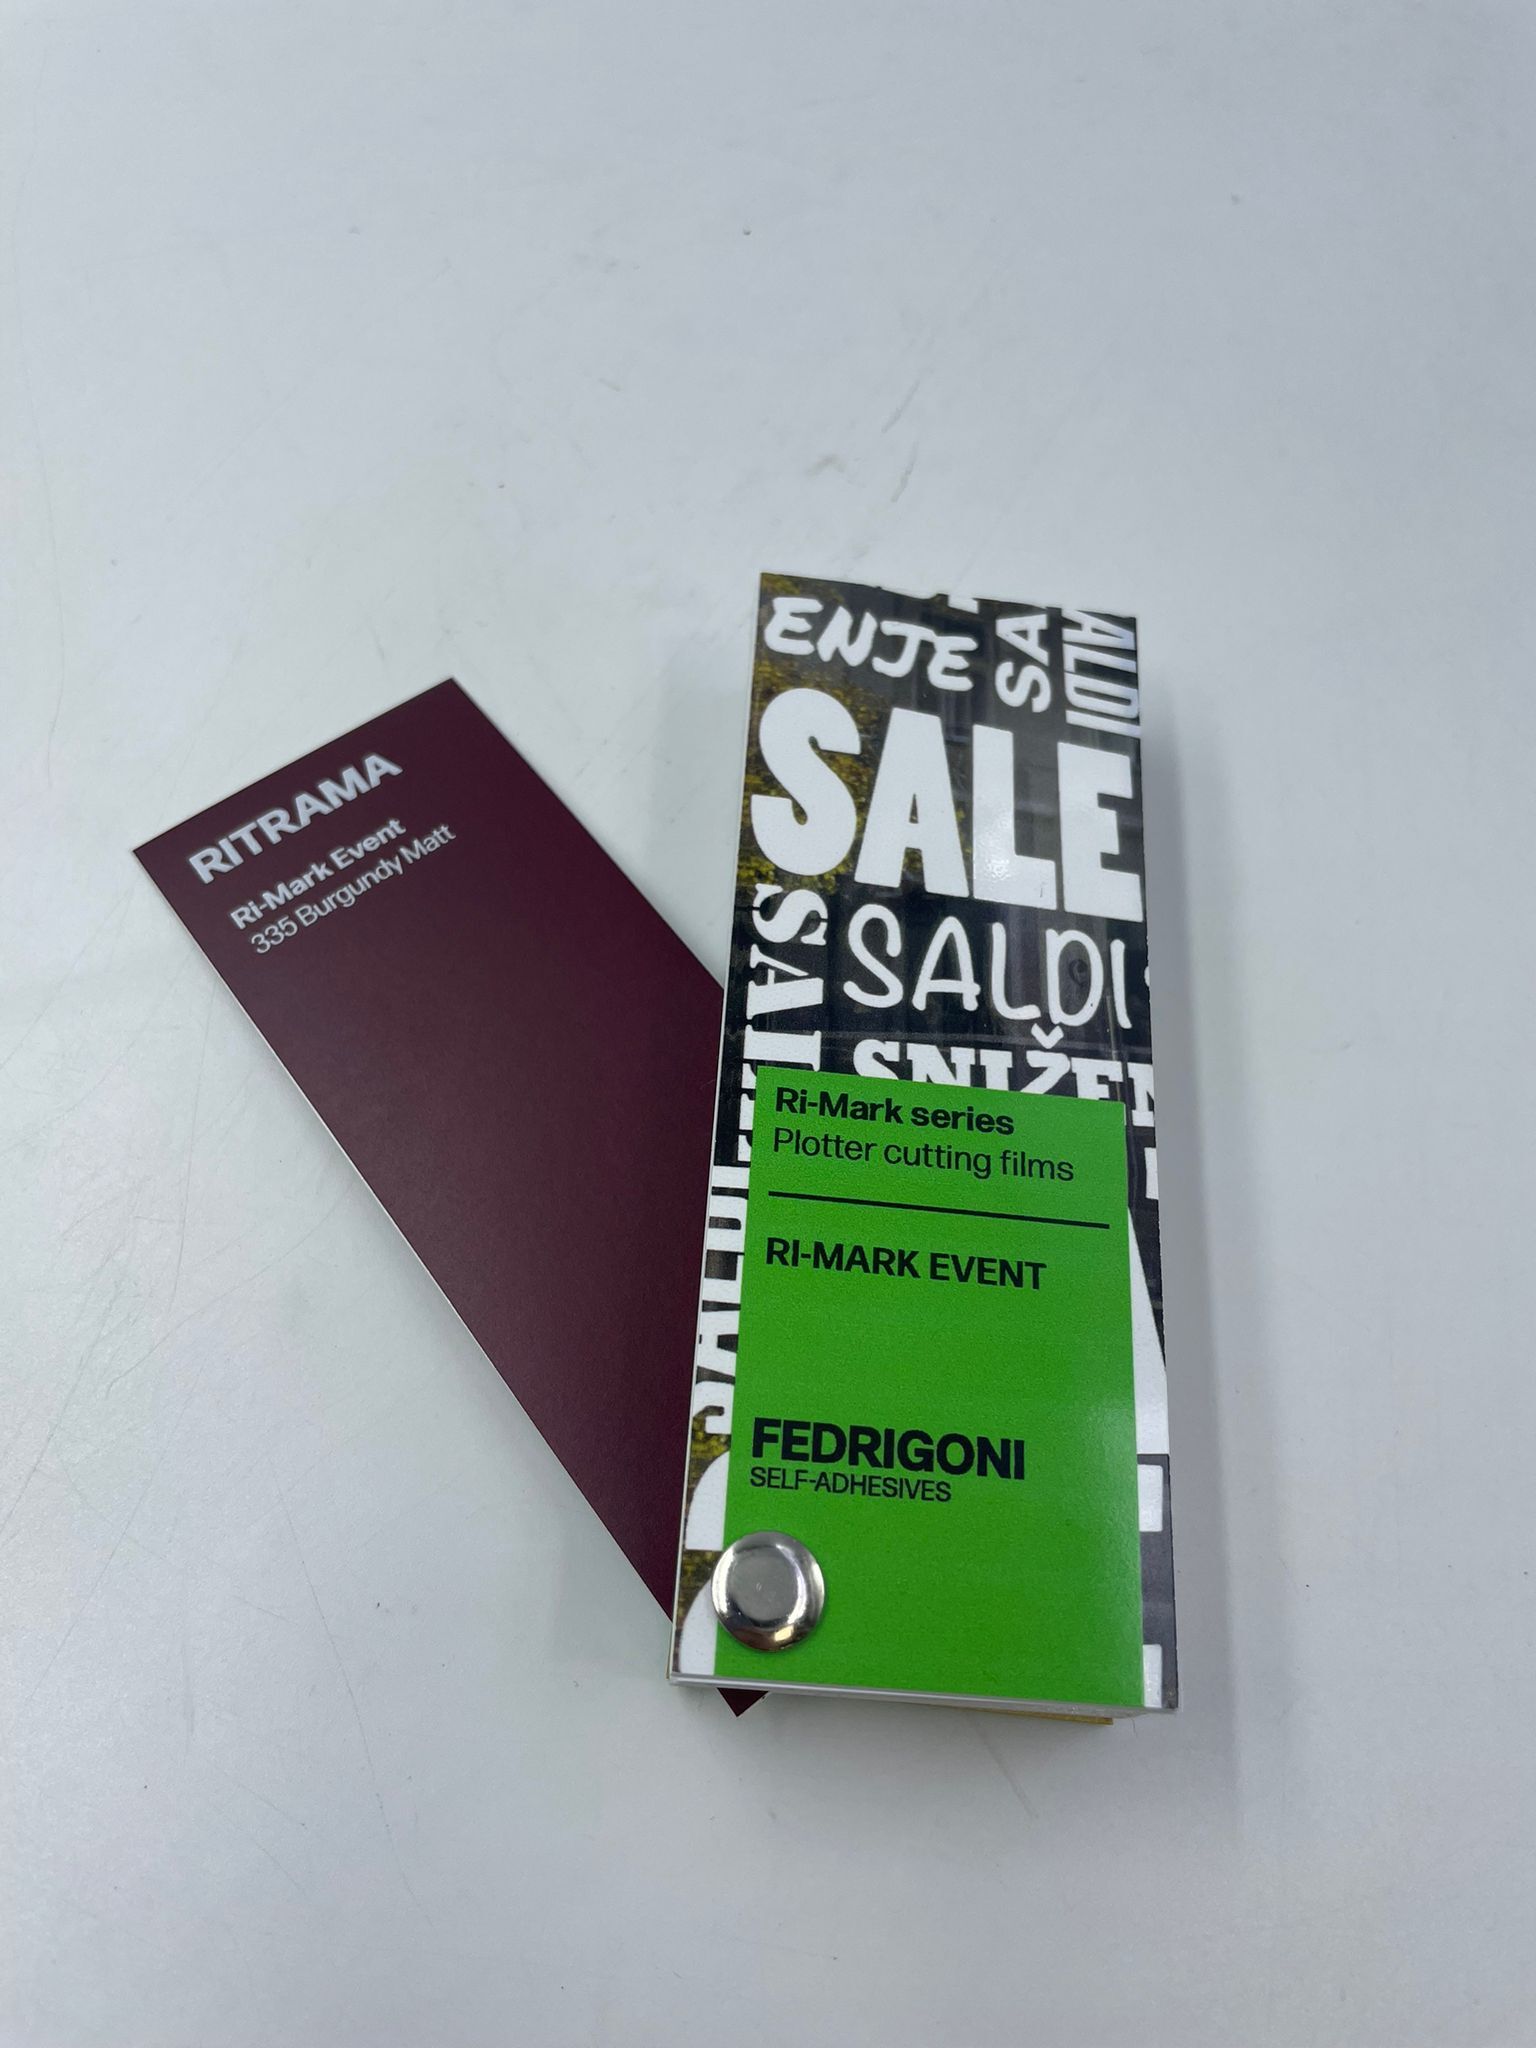 RITRAMA
Ri-Mark Event
335 Burgundy Matt
ENJE
SA
SALE
SALDI
Ri-Mark series
Plotter cutting films
RI-MARK EVENT
FEDRIGONI
SELF-ADHESIVES